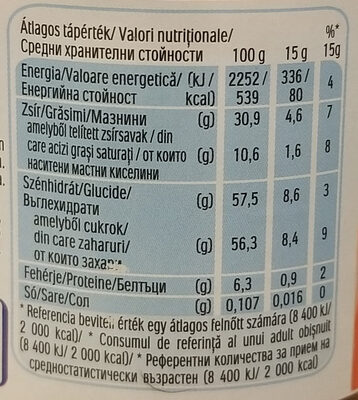 Átlagos tápérték/ Valori nutriționale/ %*
Средни хранителни стойности 100 g 15 g 15g
Energia/Valoare energetică/ (kJ / 2252 / 336 / 4
Енергийна стойност kcal) 539 80
Zsír/Grăsimi/Мазнини (g) 30,9 4,6 7
amelyből telített zsírsavak / din
care acizi grași saturați / от които (g) 10,6 1,6 8
наситени мастни киселини
Szénhidrát/Glucide/ (g) 57,5 8,6 3
Въглехидрати
amelyből cukrok/
din care zaharuri/ (g) 56,3 8,4 9
от които захари
Fehérje/Proteine/Белтъци (g) 6,3 0,9 2
Só/Sare/Сол (g) 0,107 0,016 0
* Referencia beviteli érték egy átlagos felnőtt számára (8 400 kJ/
2 000 kcal)/ * Consumul de referință al unui adult obișnuit
(8 400 kJ/ 2 000 kcal)/ * Референтни количества за прием на
средностатистически възрастен (8 400 kJ/ 2 000 kcal)